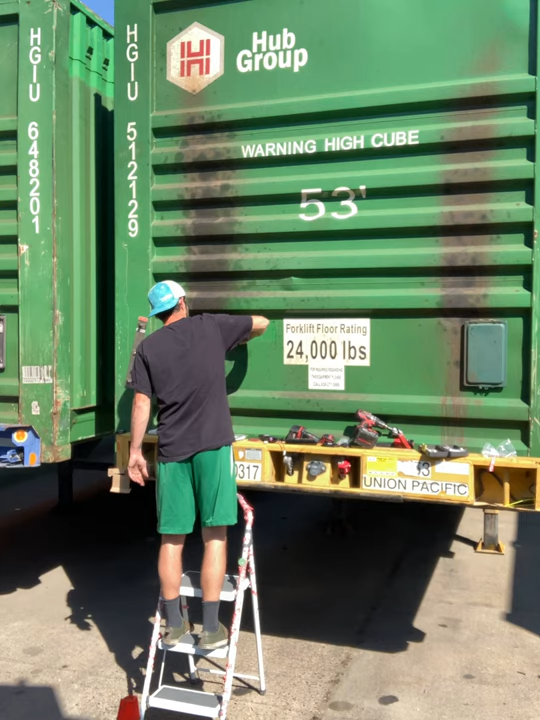 HGIU 648201
HGIU 512129
H
Hub
Group
WARNING HIGH CUBE
53'
Forklift Floor Rating
24,000 lbs
0317
43
UNION PACIFIC